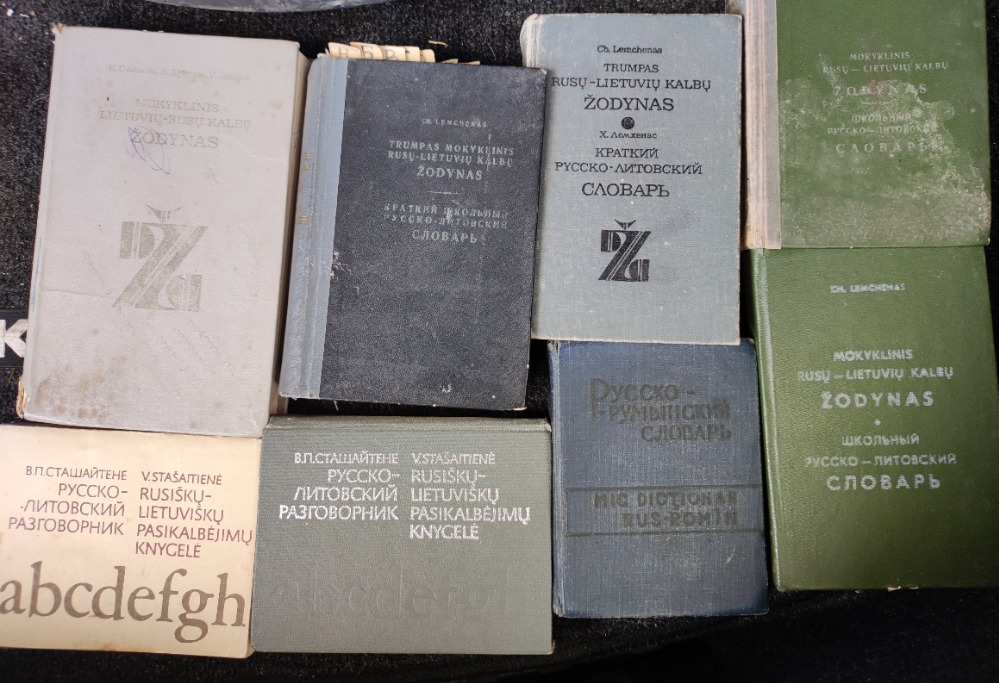 MOKYKLINIS
LIETUVIŲ-RUSŲ KALBŲ
ŽODYNAS
CH. LEMCHENAS
TRUMPAS MOKYKLINIS
RUSŲ-LIETUVIŲ KALBŲ
ŽODYNAS
КРАТКИЙ ШКОЛЬНЫЙ
РУССКО-ЛИТОВСКИЙ
СЛОВАРЬ
Ch. Lemchenas
TRUMPAS
RUSŲ-LIETUVIŲ KALBŲ
ŽODYNAS
Х. Лемхенас
КРАТКИЙ
РУССКО-ЛИТОВСКИЙ
СЛОВАРЬ
MOKYKLINIS
RUSŲ-LIETUVIŲ KALBŲ
ŽODYNAS
ШКОЛЬНЫЙ
РУССКО-ЛИТОВСКИЙ
СЛОВАРЬ
В.П.СТАШАЙТЕНЕ
РУССКО-
-ЛИТОВСКИЙ
РАЗГОВОРНИК
V.STAŠAITIENĖ
RUSIŠKŲ-
LIETUVIŠKŲ
PASIKALBĖJIMŲ
KNYGELĖ
abcdefgh
В.П.СТАШАЙТЕНЕ
РУССКО-
-ЛИТОВСКИЙ
РАЗГОВОРНИК
V.STAŠAITIENĖ
RUSIŠKŲ-
LIETUVIŠKŲ
PASIKALBĖJIMŲ
KNYGELĖ
РУССКО-
-РУМЫНСКИЙ
СЛОВАРЬ
MIC DICȚIONAR
RUS-ROMÎN
CH. LEMCHENAS
MOKYKLINIS
RUSŲ-LIETUVIŲ KALBŲ
ŽODYNAS
ШКОЛЬНЫЙ
РУССКО-ЛИТОВСКИЙ
СЛОВАРЬ